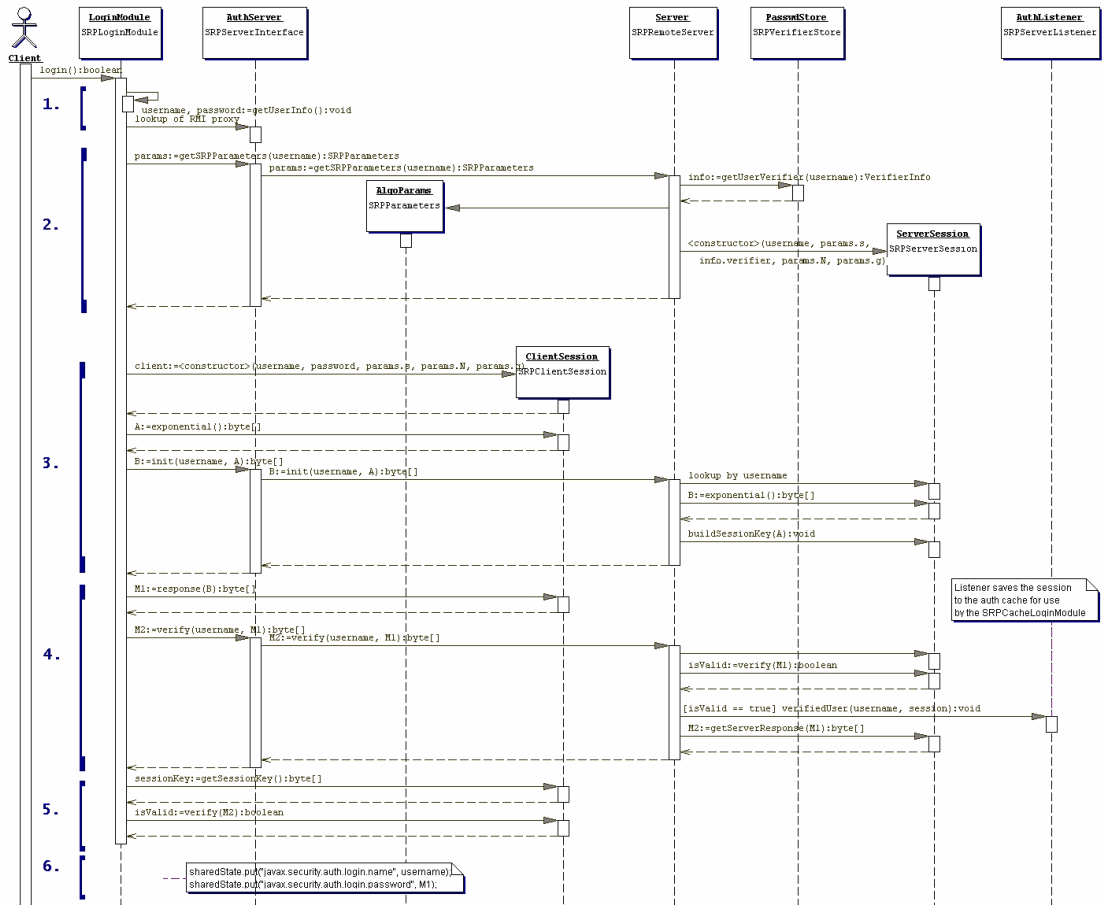 LoginModule
SRPLoginModule
AuthServer
SRPServerInterface
Server
SRPRemoteServer
PasswdStore
SRPVerifierStore
AuthListener
SRPServerListener
Client
login():boolean
1.
username, password:=getUserInfo():void
lookup of RMI proxy
params:=getSRPParameters(username):SRPParameters
params:=getSRPParameters(username):SRPParameters
info:=getUserVerifier(username):VerifierInfo
AlgoParams
SRPParameters
2.
ServerSession
SRPServerSession
<constructor>(username, params.s,
info.verifier, params.N, params.g)
ClientSession
SRPClientSession
client:=<constructor>(username, password, params.s, params.N, params.g)
A:=exponential():byte[]
3.
B:=init(username, A):byte[]
B:=init(username, A):byte[]
lookup by username
B:=exponential():byte[]
buildSessionKey(A):void
M1:=response(B):byte[]
Listener saves the session
to the auth cache for use
by the SRPCacheLoginModule
M2:=verify(username, M1):byte[]
M2:=verify(username, M1):byte[]
4.
isValid:=verify(M1):boolean
[isValid == true] verifiedUser(username, session):void
M2:=getServerResponse(M1):byte[]
sessionKey:=getSessionKey():byte[]
5.
isValid:=verify(M2):boolean
6.
sharedState.put("javax.security.auth.login.name", username);
sharedState.put("javax.security.auth.login.password", M1);